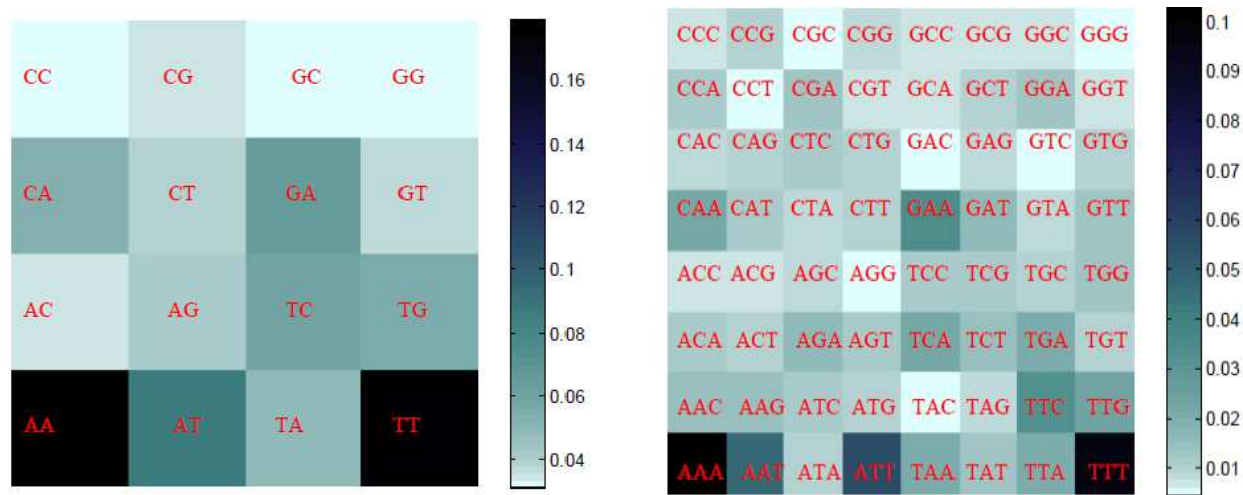 CC CG GC GG
CA CT GA GT
AC AG TC TG
AA AT TA TT
0.16
0.14
0.12
0.1
0.08
0.06
0.04
CCC CCG CGC CGG GCC GCG GGC GGG
CCA CCT CGA CGT GCA GCT GGA GGT
CAC CAG CTC CTG GAC GAG GTC GTG
CAA CAT CTA CTT GAA GAT GTA GTT
ACC ACG AGC AGG TCC TCG TGC TGG
ACA ACT AGA AGT TCA TCT TGA TGT
AAC AAG ATC ATG TAC TAG TTC TTG
AAA AAT ATA ATT TAA TAT TTA TTT
0.1
0.09
0.08
0.07
0.06
0.05
0.04
0.03
0.02
0.01